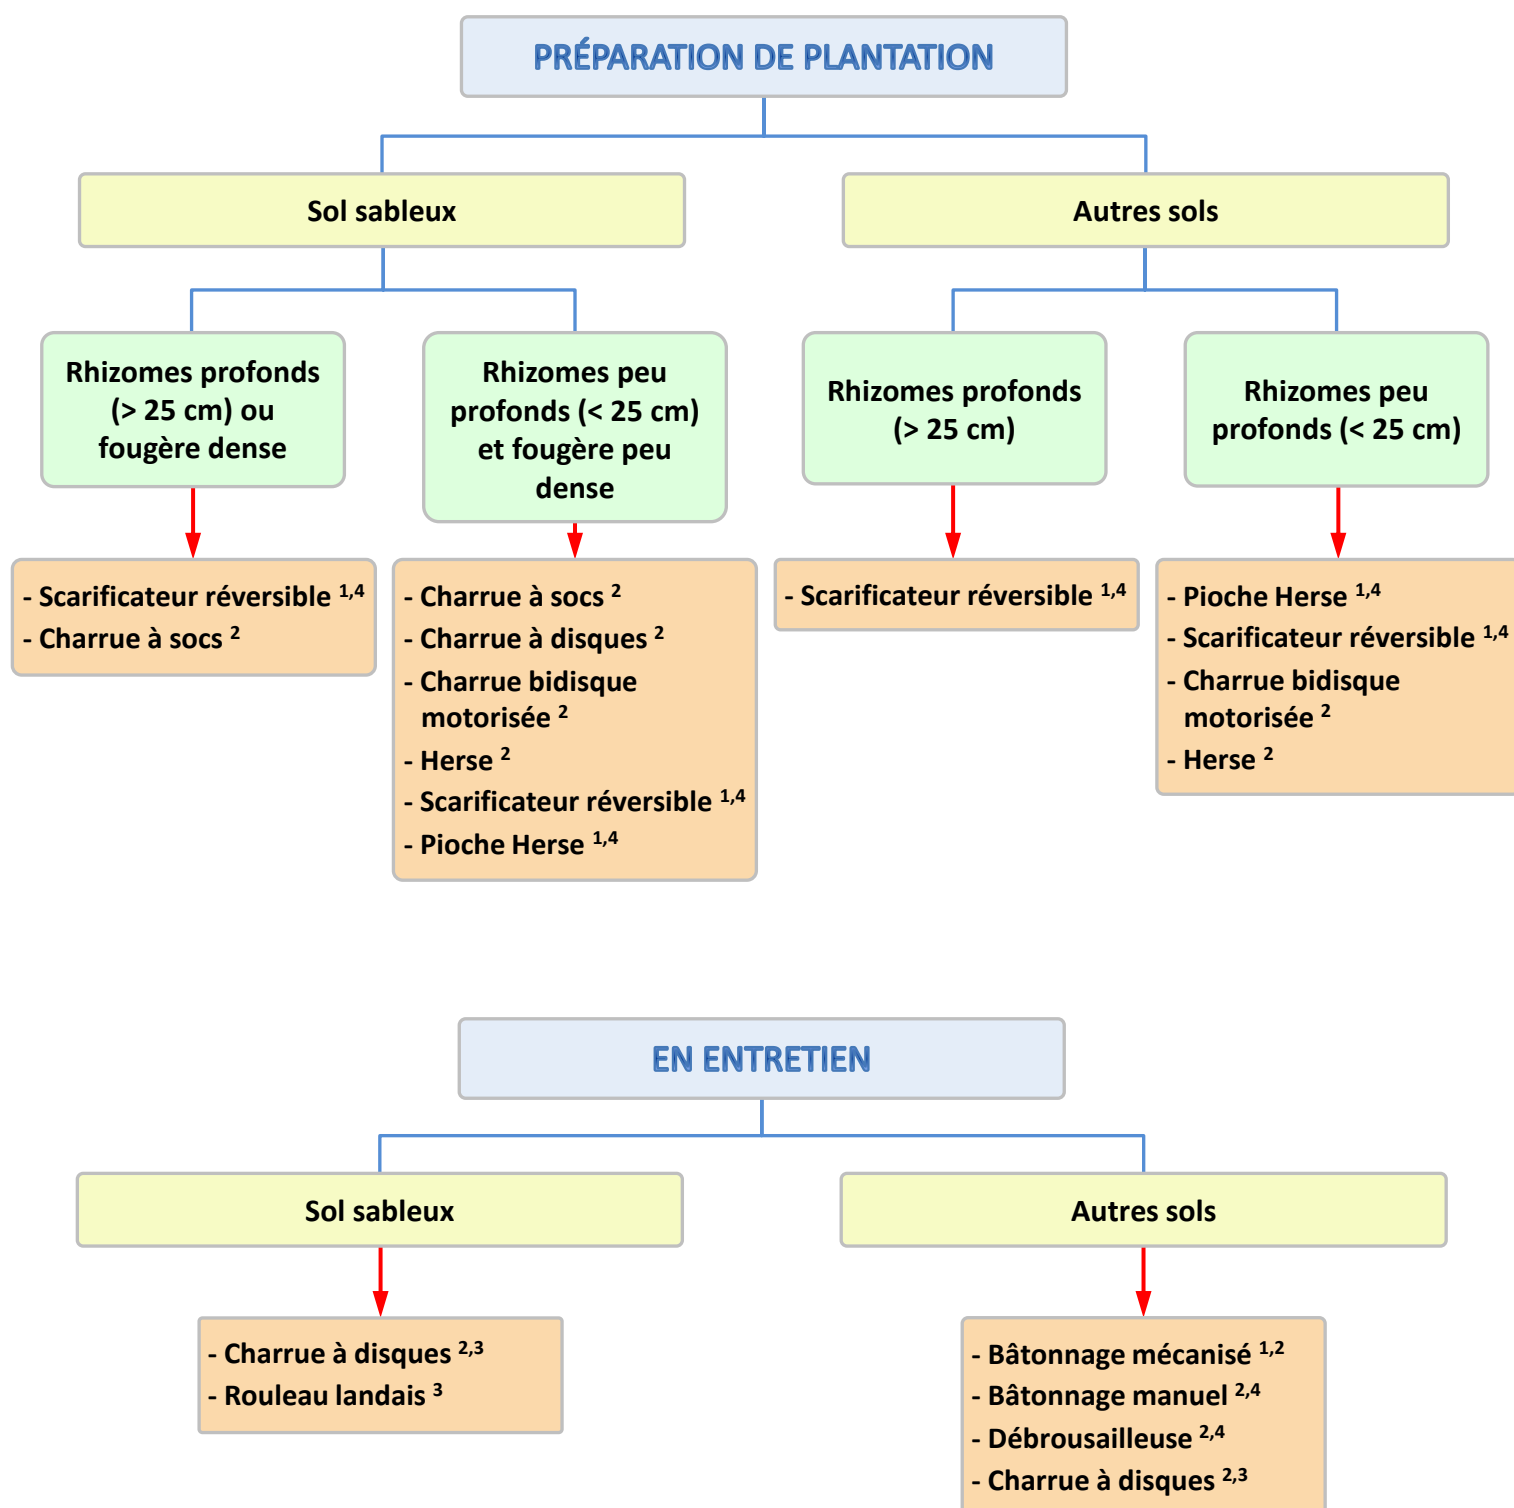 PRÉPARATION DE PLANTATION
Sol sableux
Autres sols
Rhizomes profonds
(> 25 cm) ou
fougère dense
Rhizomes peu
profonds (< 25 cm)
et fougère peu
dense
Rhizomes profonds
(> 25 cm)
Rhizomes peu
profonds (< 25 cm)
- Scarificateur réversible 1,4
- Charrue à socs 2
- Charrue à socs 2
- Charrue à disques 2
- Charrue bidisque
motorisée 2
- Herse 2
- Scarificateur réversible 1,4
- Pioche Herse 1,4
- Scarificateur réversible 1,4
- Pioche Herse 1,4
- Scarificateur réversible 1,4
- Charrue bidisque
motorisée 2
- Herse 2
EN ENTRETIEN
Sol sableux
Autres sols
- Charrue à disques 2,3
- Rouleau landais 3
- Bâtonnage mécanisé 1,2
- Bâtonnage manuel 2,4
- Débrousailleuse 2,4
- Charrue à disques 2,3